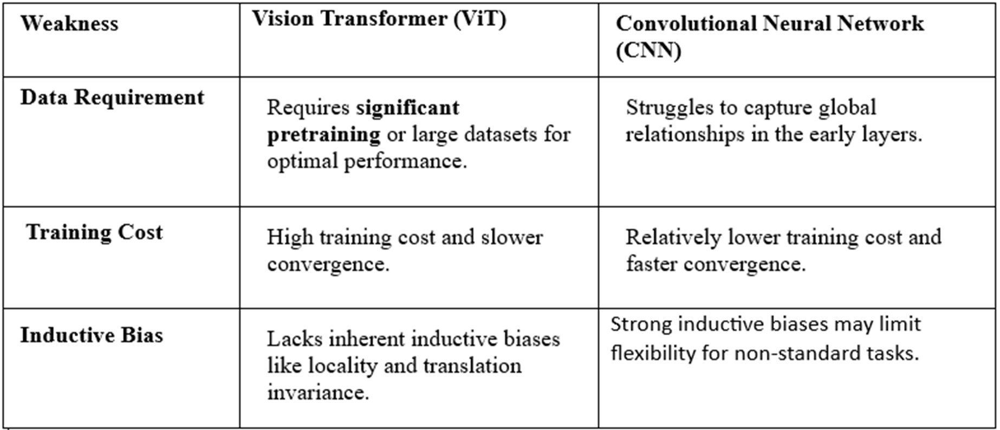 Weakness
Vision Transformer (ViT)
Convolutional Neural Network
(CNN)
Data Requirement
Requires significant
pretraining or large datasets for
optimal performance.
Struggles to capture global
relationships in the early layers.
Training Cost
High training cost and slower
convergence.
Relatively lower training cost and
faster convergence.
Inductive Bias
Lacks inherent inductive biases
like locality and translation
invariance.
Strong inductive biases may limit
flexibility for non-standard tasks.